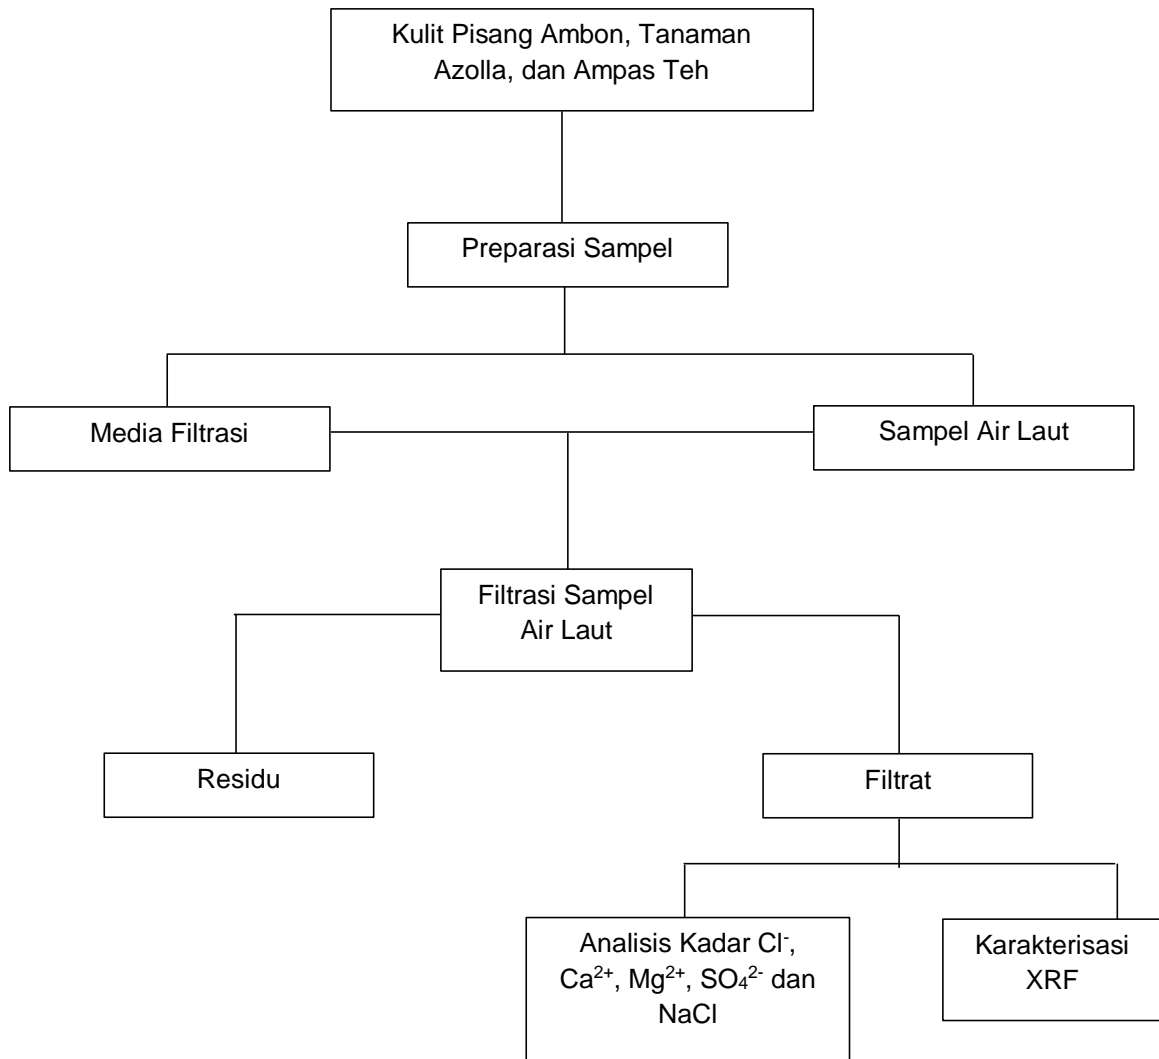 Kulit Pisang Ambon, Tanaman
Azolla, dan Ampas Teh
Preparasi Sampel
Media Filtrasi
Sampel Air Laut
Filtrasi Sampel
Air Laut
Residu
Filtrat
Analisis Kadar Cl⁻,
Ca²⁺, Mg²⁺, SO₄²⁻ dan
NaCl
Karakterisasi
XRF